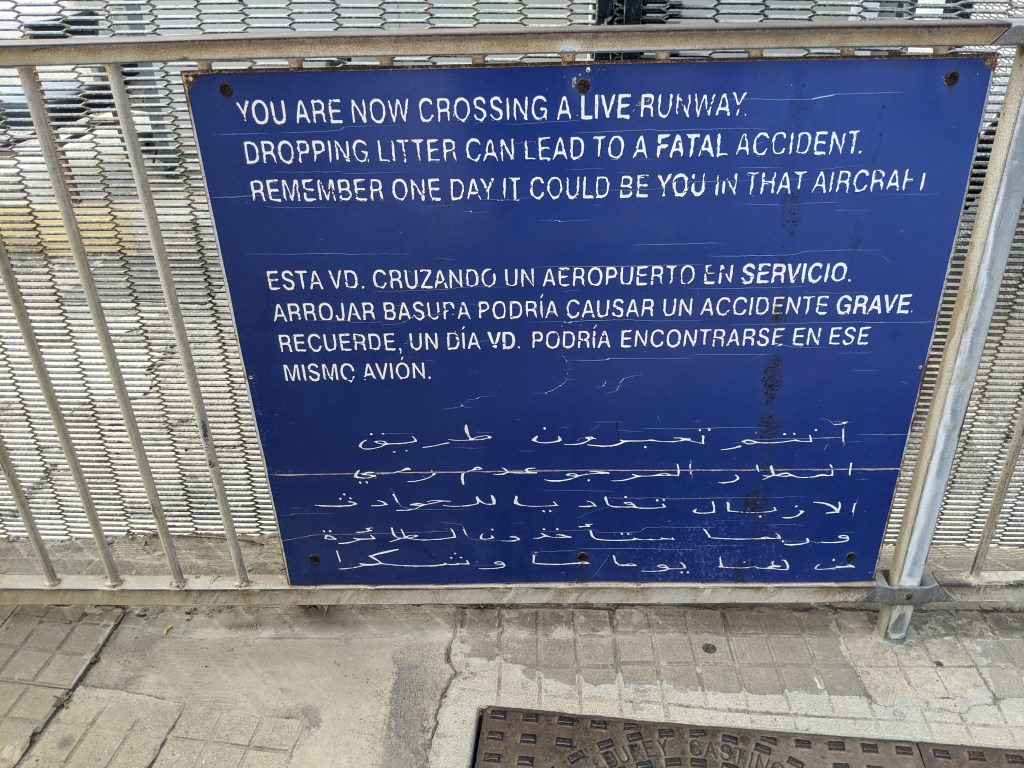 YOU ARE NOW CROSSING A LIVE RUNWAY.
DROPPING LITTER CAN LEAD TO A FATAL ACCIDENT.
REMEMBER ONE DAY IT COULD BE YOU IN THAT AIRCRAFT
ESTA VD. CRUZANDO UN AEROPUERTO EN SERVICIO.
ARROJAR BASURA PODRÍA CAUSAR UN ACCIDENTE GRAVE.
RECUERDE, UN DÍA VD. PODRÍA ENCONTRARSE EN ESE
MISMO AVIÓN.
أنتم تعبرون طريق
المطار المرجو عدم رمي
الازبال تفاديا للحوادث
وربما ستأخذون الطائرة
من هنا يوما ما وشكرا
CASTING